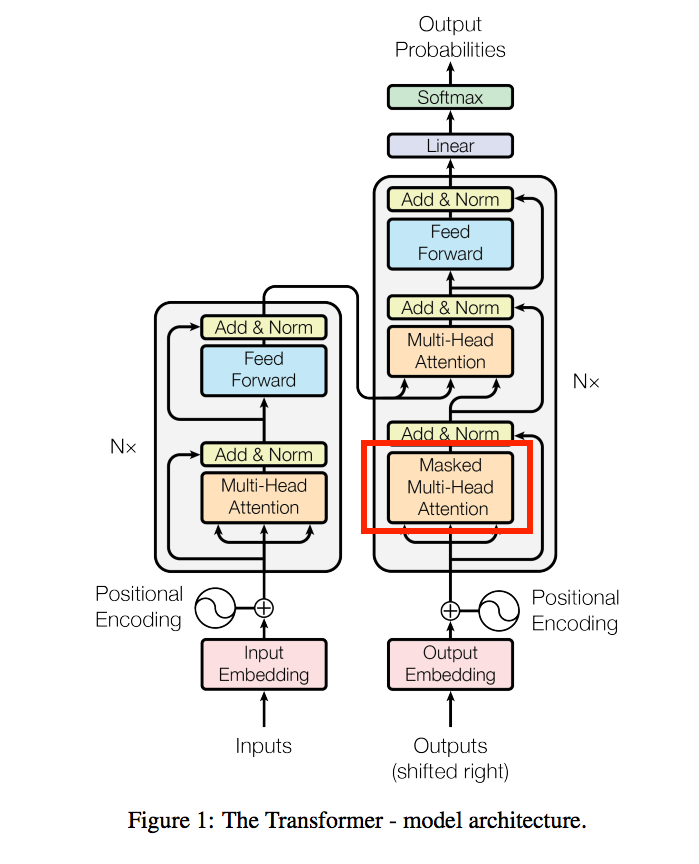 Output
Probabilities
Softmax
Linear
Add & Norm
Feed
Forward
Add & Norm
Multi-Head
Attention
N×
Add & Norm
Masked
Multi-Head
Attention
Add & Norm
Feed
Forward
N×
Add & Norm
Multi-Head
Attention
Positional
Encoding
Positional
Encoding
Input
Embedding
Output
Embedding
Inputs
Outputs
(shifted right)
Figure 1: The Transformer - model architecture.